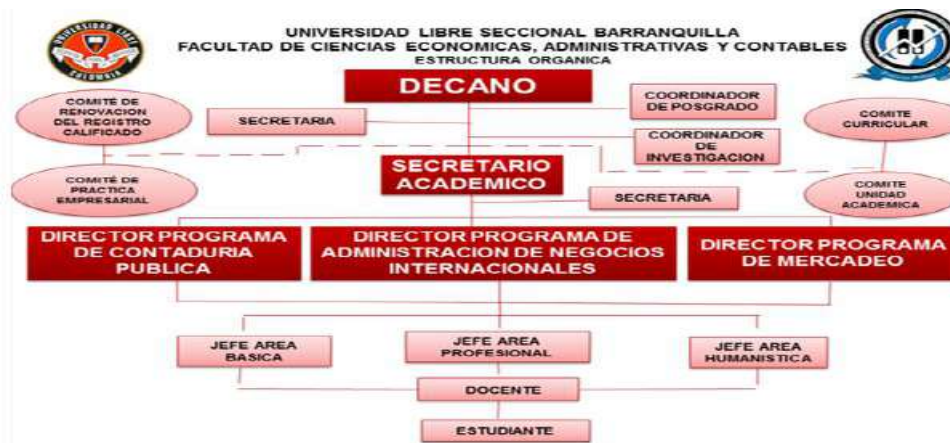 UNIVERSIDAD LIBRE SECCIONAL BARRANQUILLA
FACULTAD DE CIENCIAS ECONOMICAS, ADMINISTRATIVAS Y CONTABLES
ESTRUCTURA ORGANICA
UNIVERSIDAD LIBRE
COLOMBIA
DECANO
COMITÉ DE
RENOVACION
DEL REGISTRO
CALIFICADO
SECRETARIA
COORDINADOR
DE POSGRADO
COMITE
CURRICULAR
COORDINADOR
DE
INVESTIGACION
SECRETARIO
ACADEMICO
COMITÉ DE
PRACTICA
EMPRESARIAL
SECRETARIA
COMITE
UNIDAD
ACADEMICA
DIRECTOR PROGRAMA
DE CONTADURIA
PUBLICA
DIRECTOR PROGRAMA DE
ADMINISTRACION DE NEGOCIOS
INTERNACIONALES
DIRECTOR PROGRAMA
DE MERCADEO
JEFE AREA
BASICA
JEFE AREA
PROFESIONAL
JEFE AREA
HUMANISTICA
DOCENTE
ESTUDIANTE